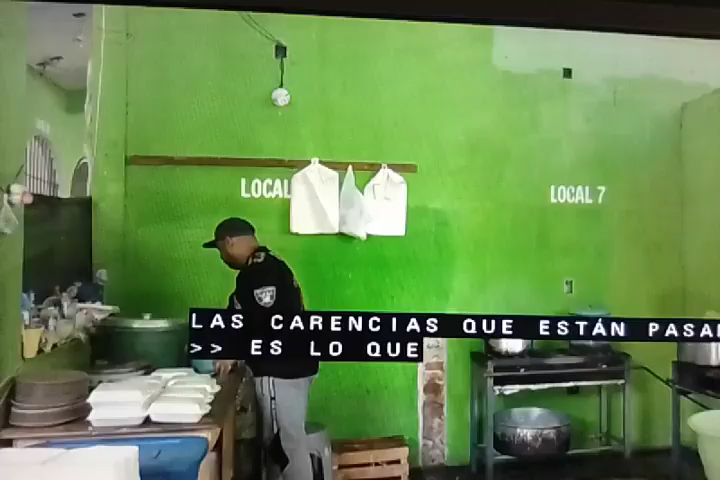 LOCAL
LOCAL 7
LAS CARENCIAS QUE ESTÁN
>> ES LO QUE